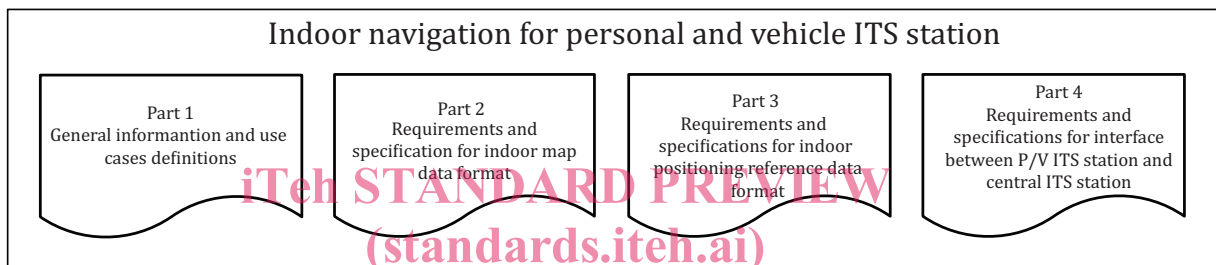 Indoor navigation for personal and vehicle ITS station
Part 1
General informantion and use
cases definitions
Part 2
Requirements and
specification for indoor map
data format
Part 3
Requirements and
specifications for indoor
positioning reference data
format
Part 4
Requirements and
specifications for interface
between P/V ITS station and
central ITS station
iTeh STANDARD PREVIEW
(standards.iteh.ai)